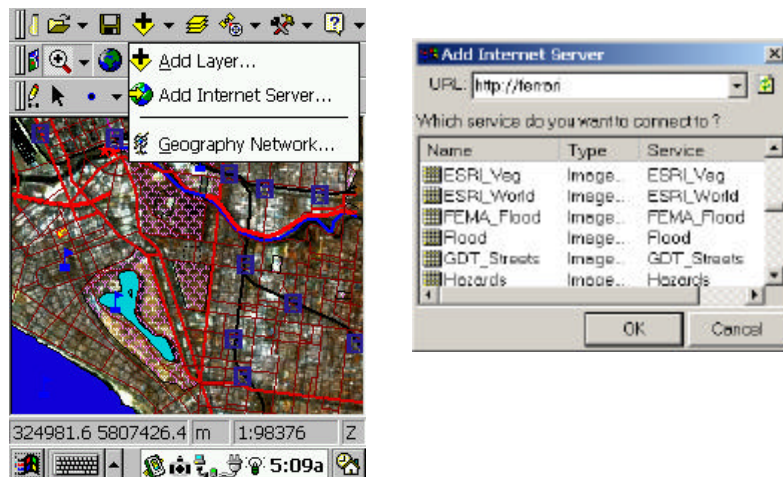 Add Layer...
Add Internet Server...
Geography Network...
324981.6 5807426.4 m 1:98376 Z
5:09a
Add Internet Server
URL: http://ferrari
Which service do you want to connect to ?
Name Type Service
ESRI_Veg Image... ESRI_Veg
ESRI_World Image... ESRI_World
FEMA_Flood Image... FEMA_Flood
Flood Image... Flood
GDT_Streets Image... GDT_Streets
Hazards Image... Hazards
OK Cancel